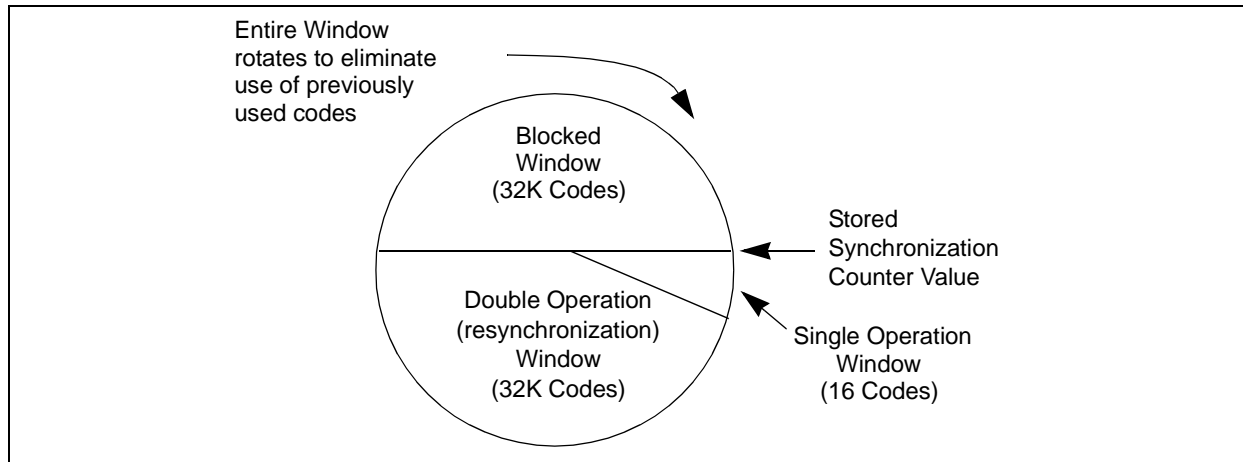 Entire Window
rotates to eliminate
use of previously
used codes
Blocked
Window
(32K Codes)
Stored
Synchronization
Counter Value
Double Operation
(resynchronization)
Window
(32K Codes)
Single Operation
Window
(16 Codes)